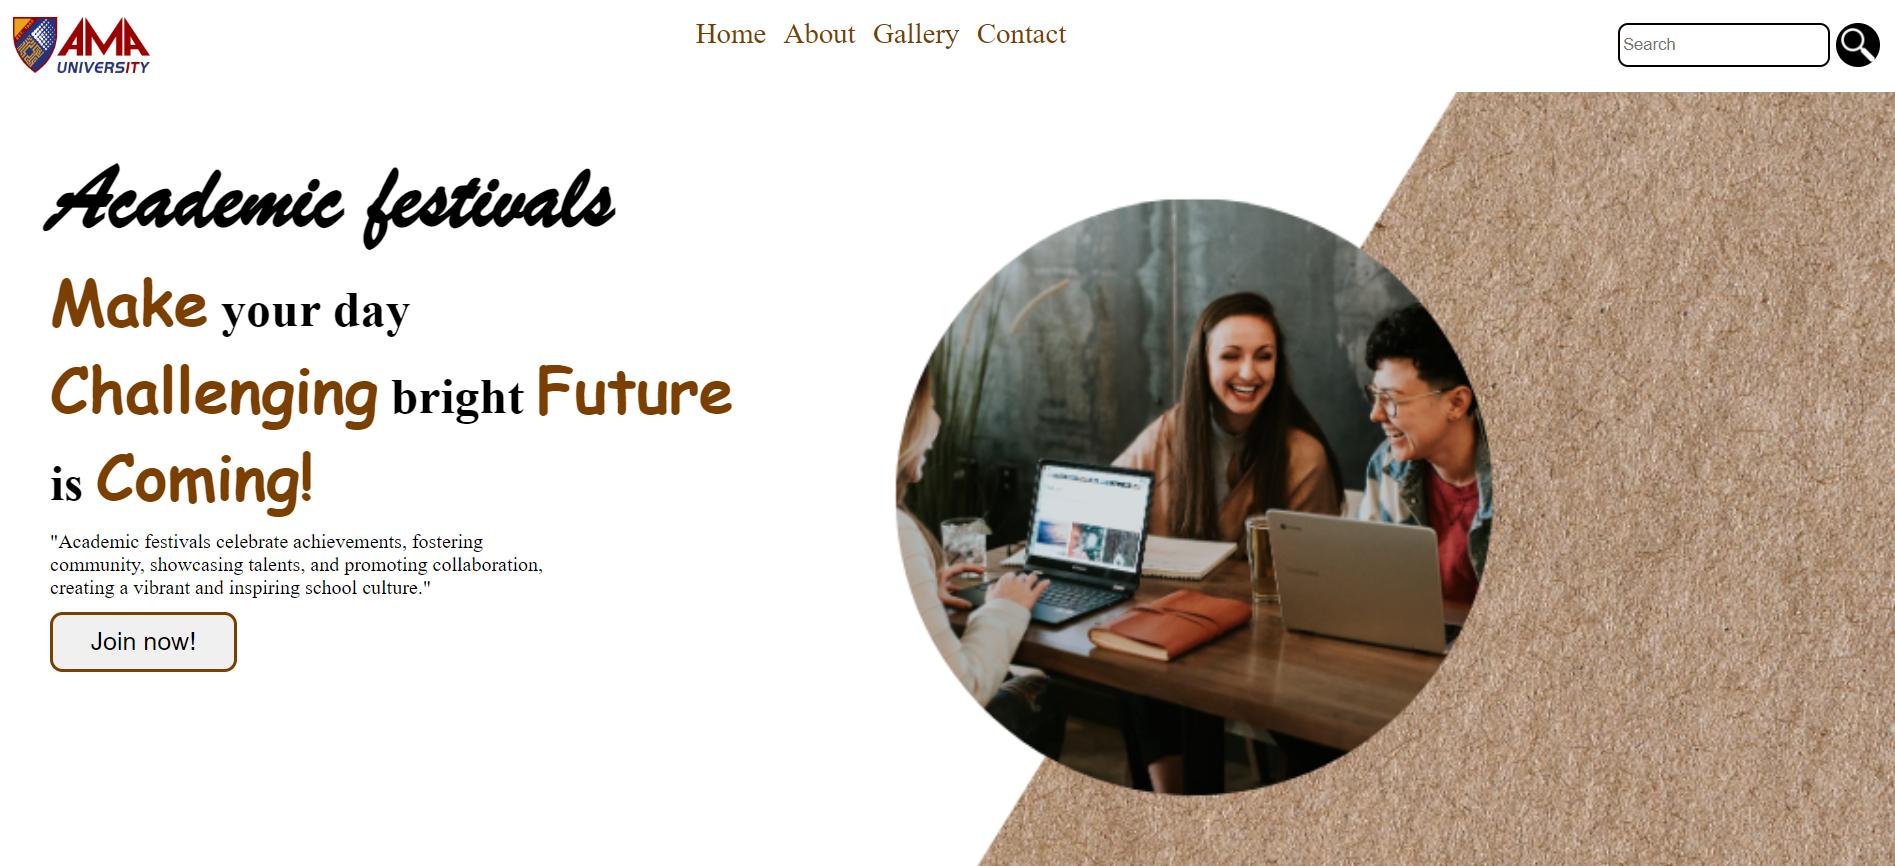 AMA
UNIVERSITY
Home About Gallery Contact
Search
Academic festivals
Make your day
Challenging bright Future
is Coming!
"Academic festivals celebrate achievements, fostering
community, showcasing talents, and promoting collaboration,
creating a vibrant and inspiring school culture."
Join now!